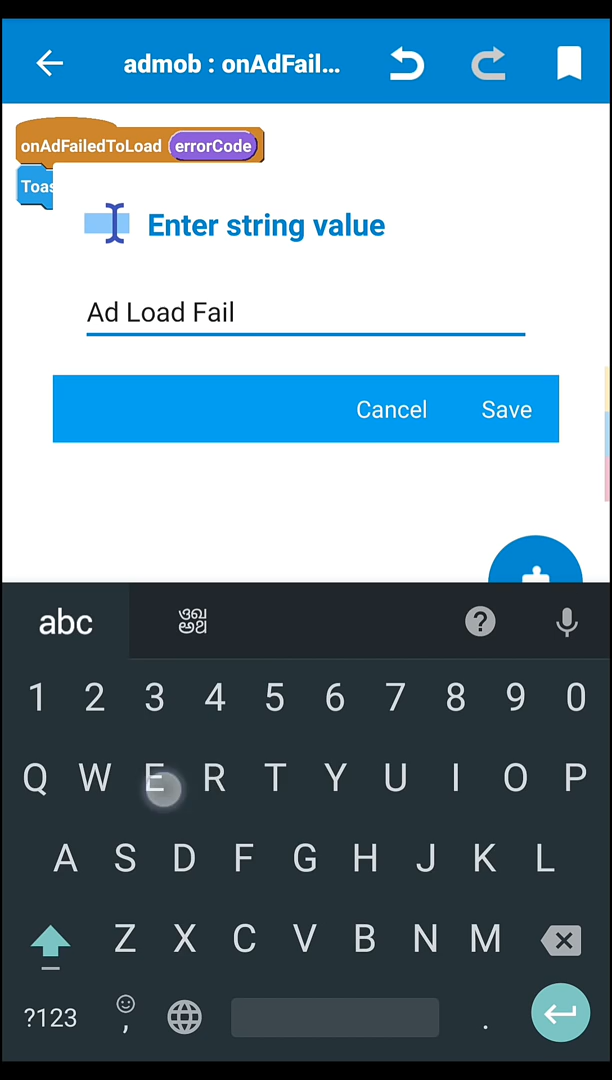 admob : onAdFail...
onAdFailedToLoad errorCode
Toas
Enter string value
Ad Load Fail
Cancel Save
abc
1 2 3 4 5 6 7 8 9 0
Q W E R T Y U I O P
A S D F G H J K L
Z X C V B N M
?123 , .